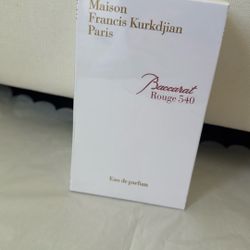 Maison
Francis Kurkdjian
Paris
Baccarat
Rouge 540
Eau de parfum